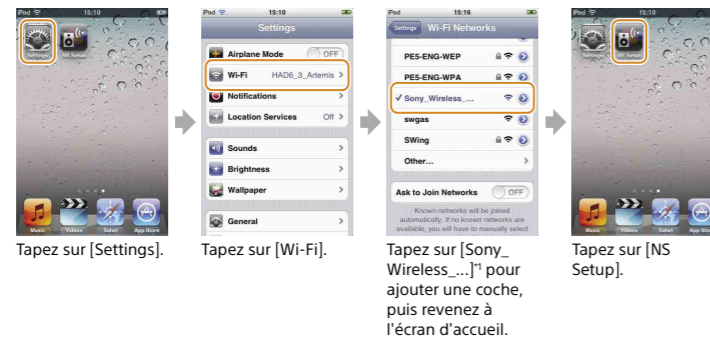 Pod 15:10
Settings NS Setup
Music Videos Safari App Store
Tapez sur [Settings].
Pod 15:10
Settings
Airplane Mode OFF
Wi-Fi HAD6_3_Artemis
Notifications
Location Services Off
Sounds
Brightness
Wallpaper
General
Tapez sur [Wi-Fi].
Pod 15:16
Settings Wi-Fi Networks
PE5-ENG-WEP
PE5-ENG-WPA
✓ Sony_Wireless_...
swgas
SWing
Other...
Ask to Join Networks OFF
Known networks will be joined
automatically. If no known networks are
available, you will have to manually select
Tapez sur [Sony_
Wireless_...]*1 pour
ajouter une coche,
puis revenez à
l'écran d'accueil.
Pod 15:10
Settings NS Setup
Music Videos Safari App Sto
Tapez sur [NS
Setup].